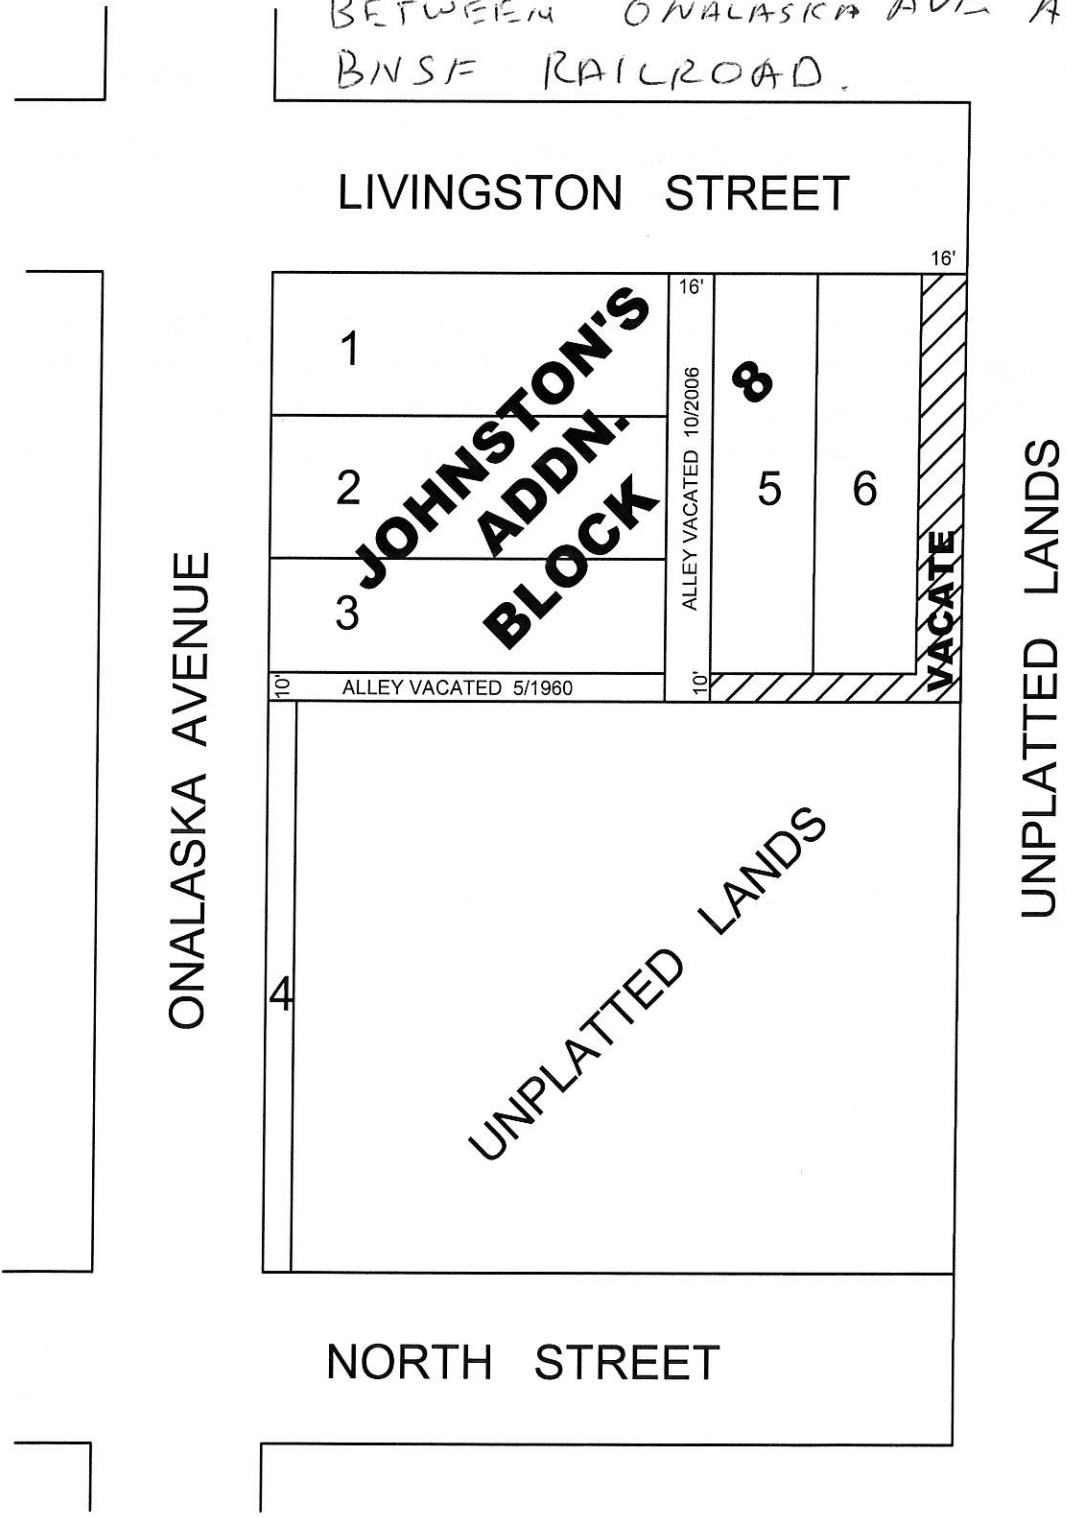 BETWEEN ONALASKA AVE A
BNSF RAILROAD.
LIVINGSTON STREET
16'
16'
1
2
3
JOHNSTON'S
ADDN.
BLOCK
8
5
6
ALLEY VACATED 10/2006
VACATE
10'
ALLEY VACATED 5/1960
10'
ONALASKA AVENUE
UNPLATTED LANDS
4
UNPLATTED LANDS
NORTH STREET